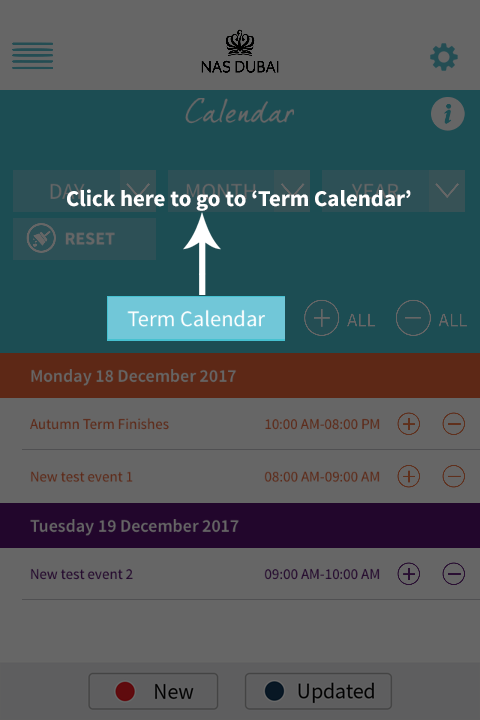 NAS DUBAI
Calendar
i
DAY MONTH YEAR
Click here to go to ‘Term Calendar’
RESET
Term Calendar ALL ALL
Monday 18 December 2017
Autumn Term Finishes 10:00 AM-08:00 PM
New test event 1 08:00 AM-09:00 AM
Tuesday 19 December 2017
New test event 2 09:00 AM-10:00 AM
New Updated